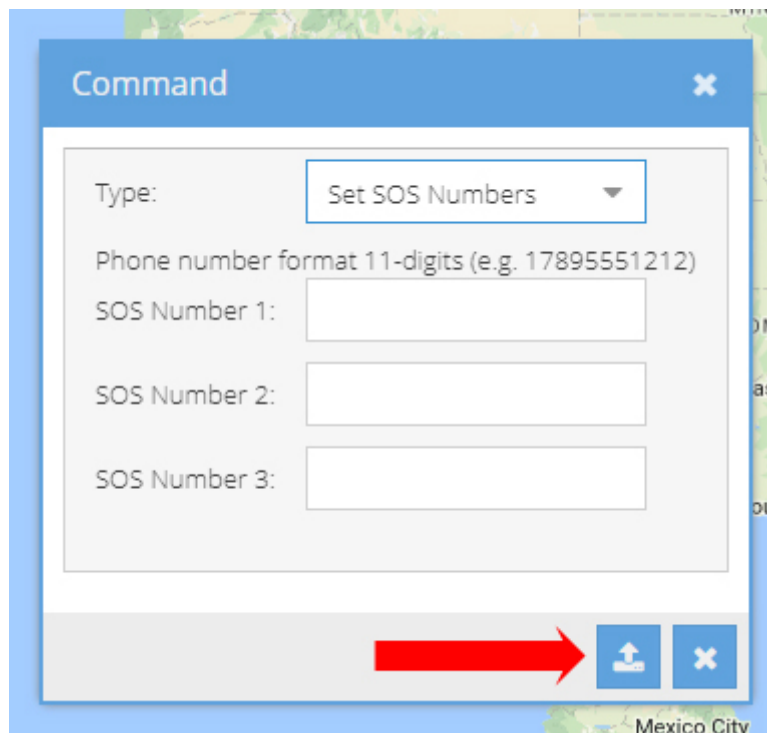 Command
Type: Set SOS Numbers
Phone number format 11-digits (e.g. 17895551212)
SOS Number 1:
SOS Number 2:
SOS Number 3:
Mexico City